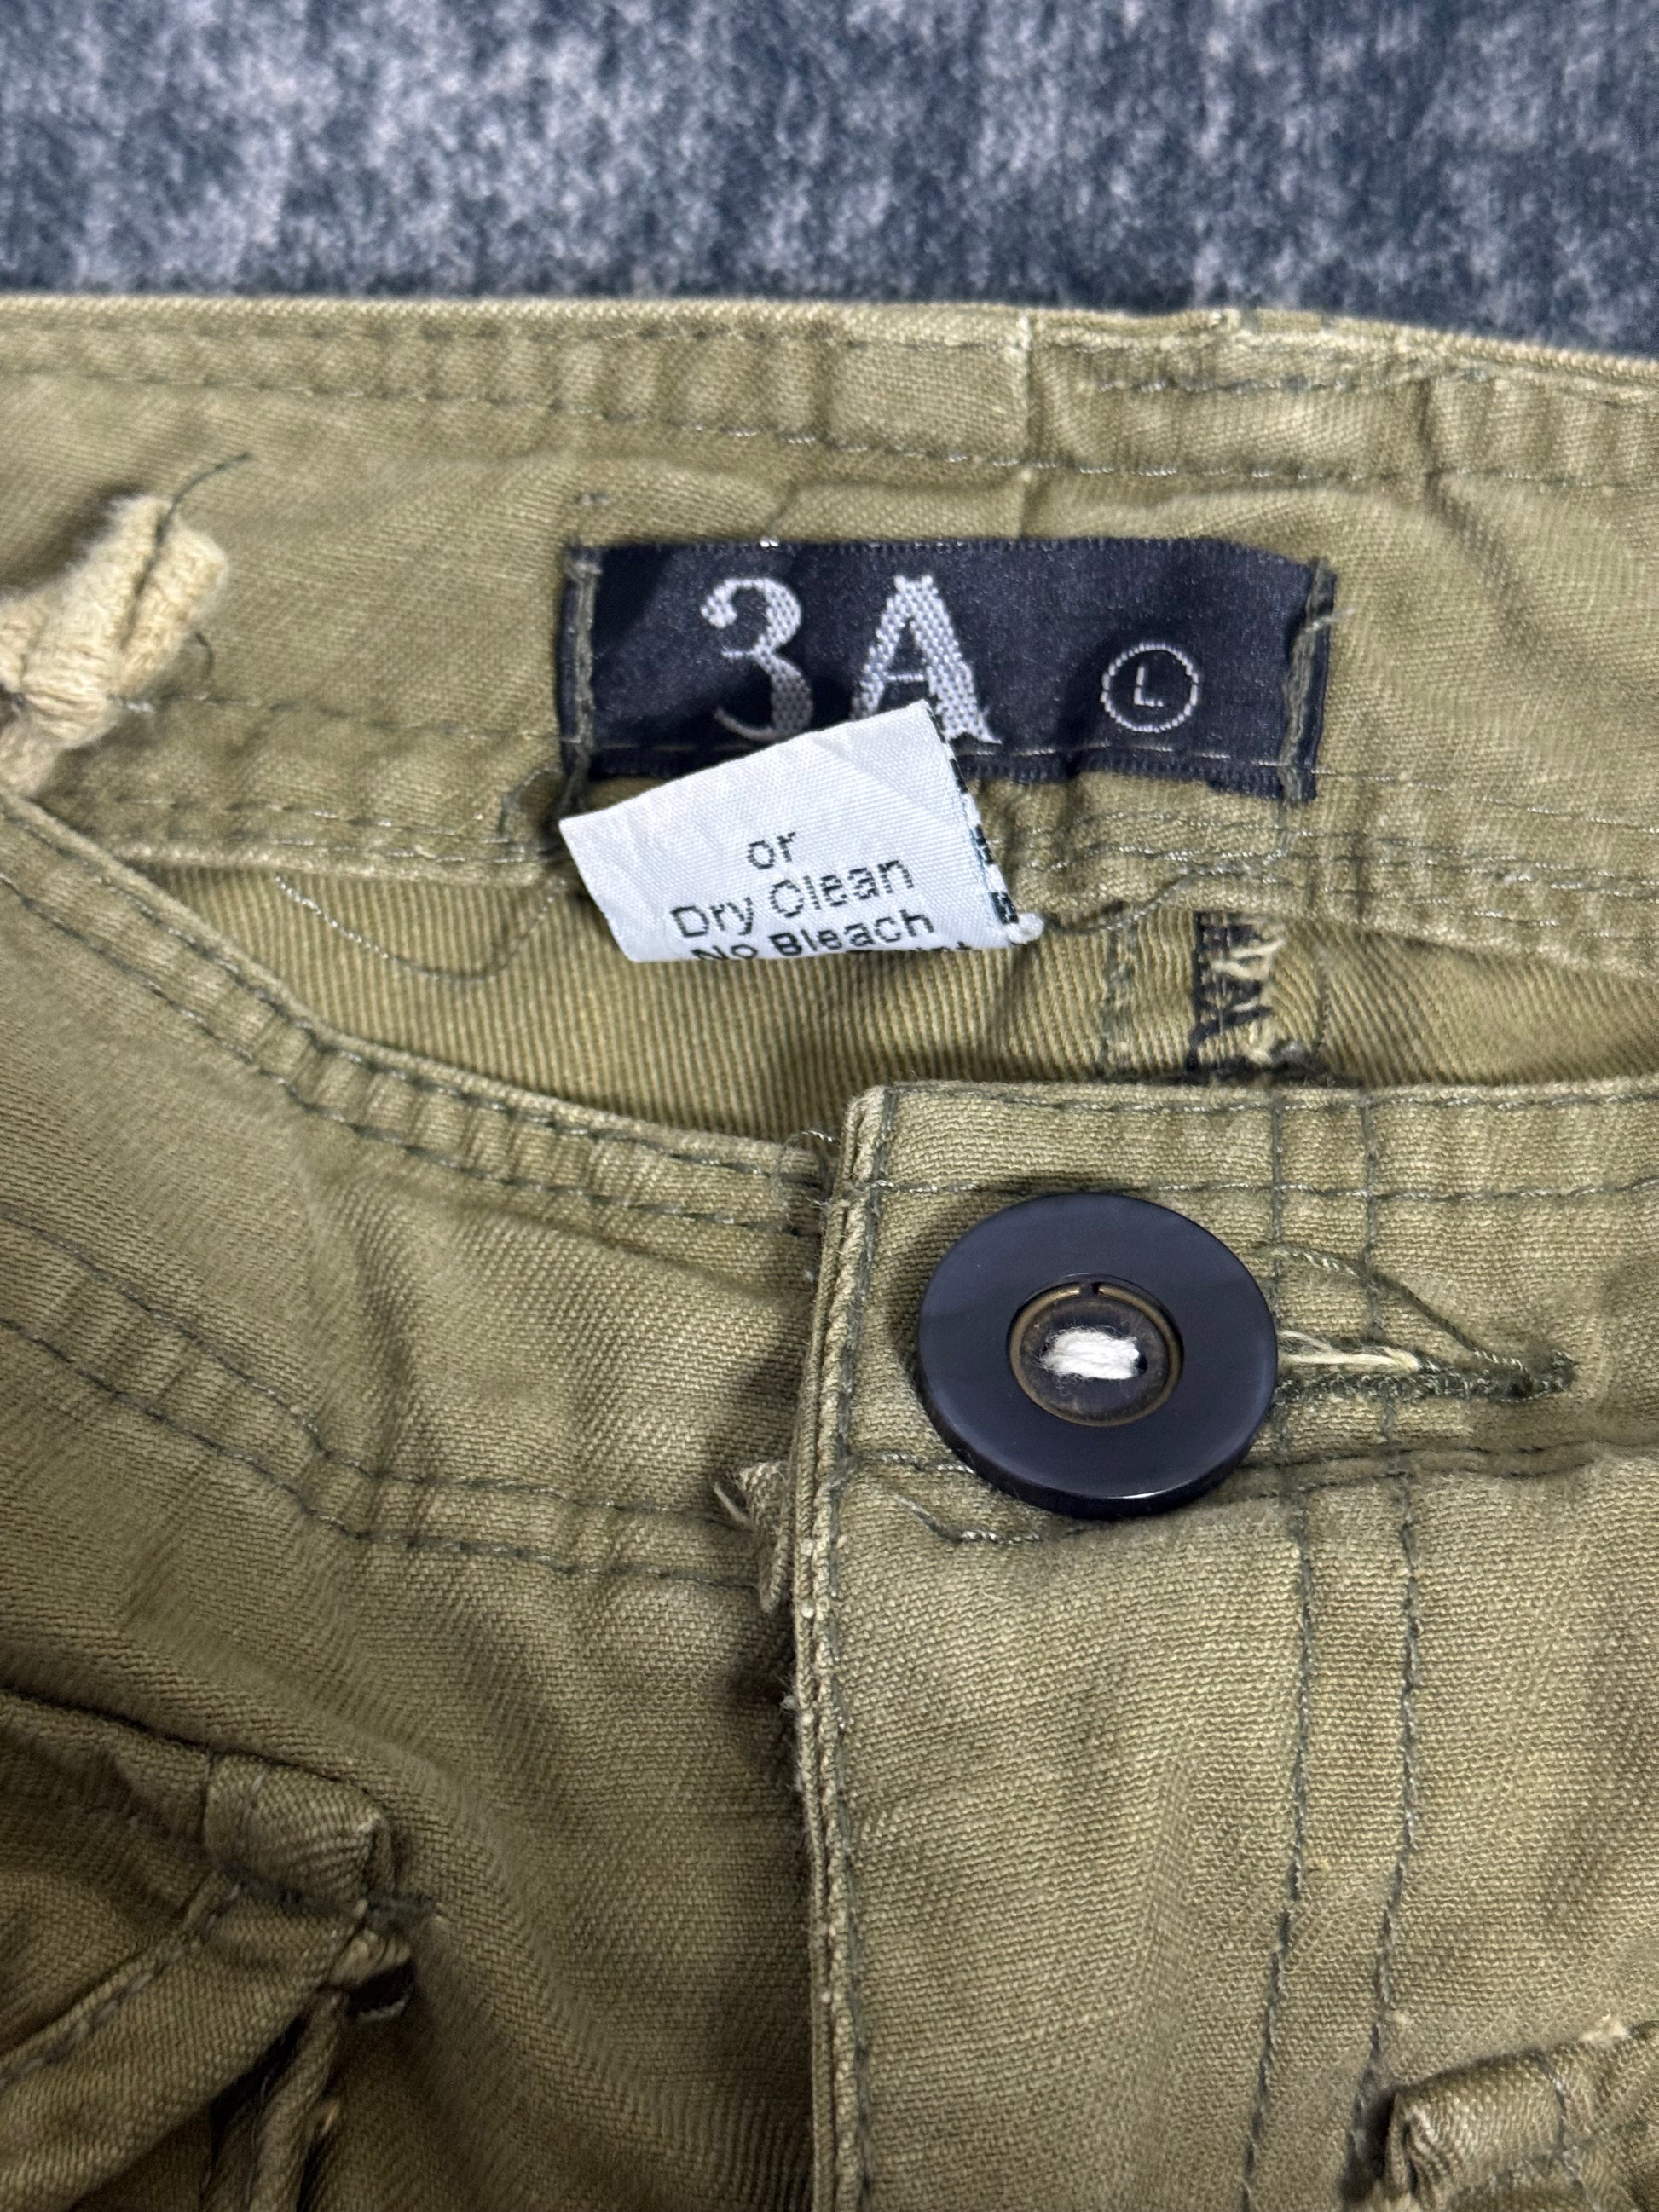 3A L
or
Dry Clean
No Bleach